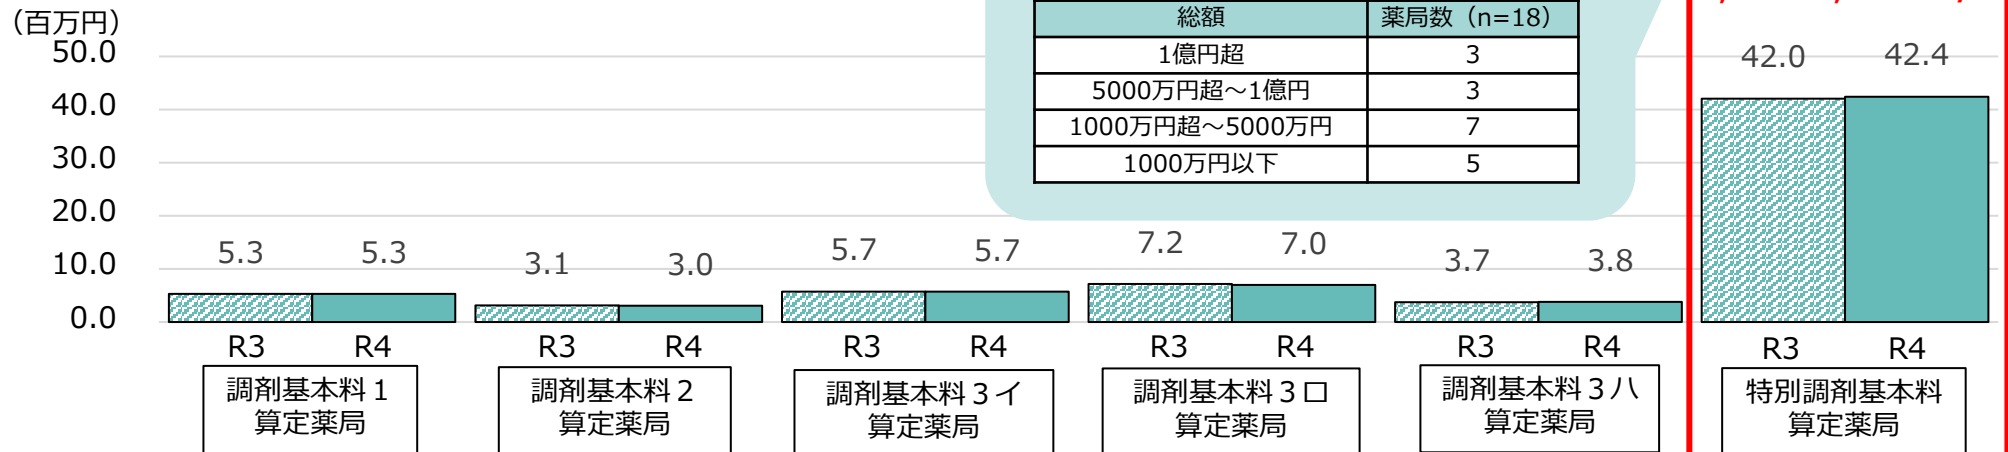 （百万円）
50.0
40.0
30.0
20.0
10.0
0.0
総額 薬局数（n=18）
1億円超 3
5000万円超～1億円 3
1000万円超～5000万円 7
1000万円以下 5
5.3 5.3 3.1 3.0 5.7 5.7 7.2 7.0 3.7 3.8 42.0 42.4
R3 R4 R3 R4 R3 R4 R3 R4 R3 R4 R3 R4
調剤基本料１
算定薬局
調剤基本料２
算定薬局
調剤基本料３イ
算定薬局
調剤基本料３ロ
算定薬局
調剤基本料３ハ
算定薬局
特別調剤基本料
算定薬局